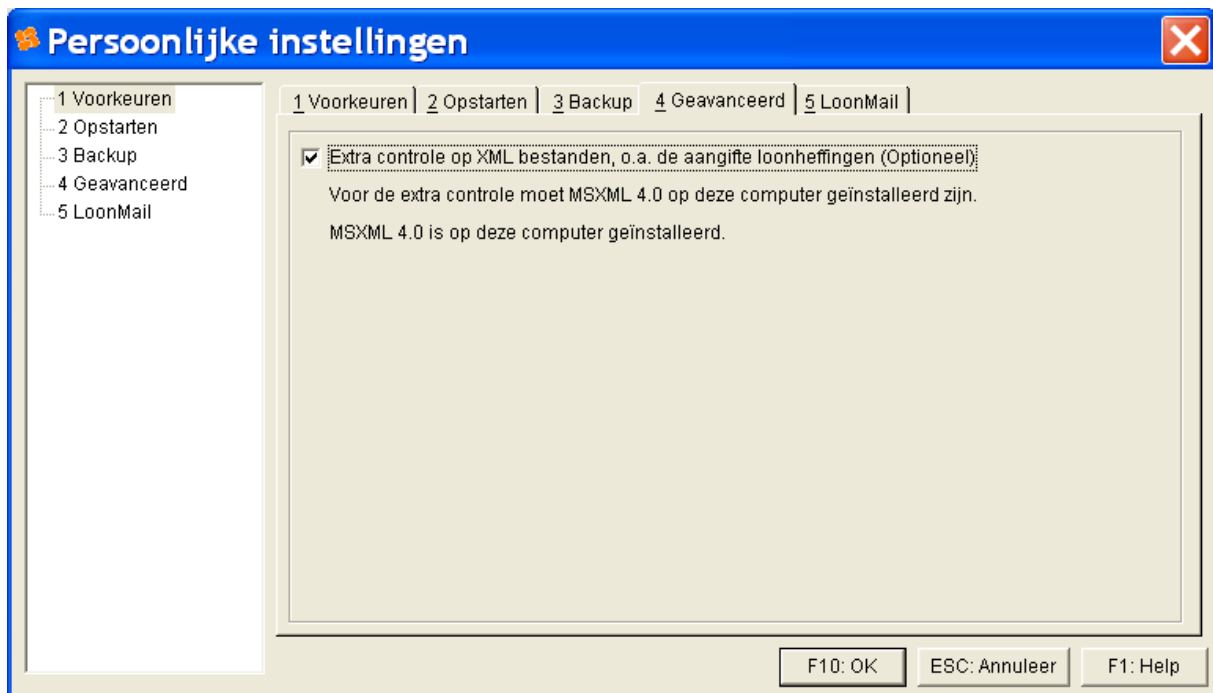 Persoonlijke instellingen
1 Voorkeuren
2 Opstarten
3 Backup
4 Geavanceerd
5 LoonMail
1 Voorkeuren 2 Opstarten 3 Backup 4 Geavanceerd 5 LoonMail
Extra controle op XML bestanden, o.a. de aangifte loonheffingen (Optioneel)
Voor de extra controle moet MSXML 4.0 op deze computer geïnstalleerd zijn.
MSXML 4.0 is op deze computer geïnstalleerd.
F10: OK ESC: Annuleer F1: Help